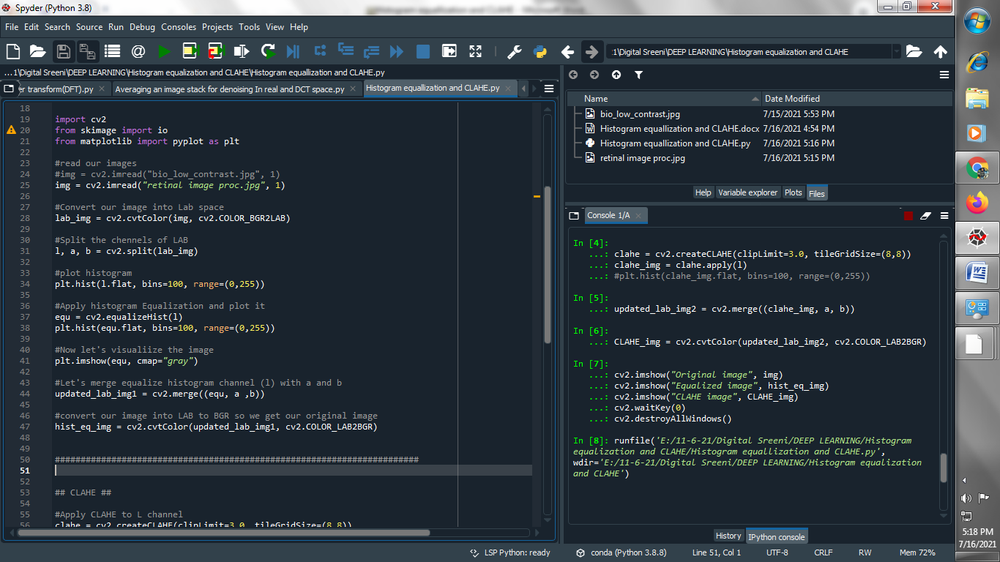 Spyder (Python 3.8)
File Edit Search Source Run Debug Consoles Projects Tools View Help
:1\Digital Sreeni\DEEP LEARNING\Histogram equalization and CLAHE
...1\Digital Sreeni\DEEP LEARNING\Histogram equalization and CLAHE\Histogram equallization and CLAHE.py
er transform(DFT).py Averaging an image stack for denoising In real and DCT space.py Histogram equallization and CLAHE.py
18
19 import cv2
20 from skimage import io
21 from matplotlib import pyplot as plt
22
23 #read our images
24 #img = cv2.imread("bio_low_contrast.jpg", 1)
25 img = cv2.imread("retinal image proc.jpg", 1)
26
27 #Convert our image into Lab space
28 lab_img = cv2.cvtColor(img, cv2.COLOR_BGR2LAB)
29
30 #Split the chennels of LAB
31 l, a, b = cv2.split(lab_img)
32
33 #plot histogram
34 plt.hist(l.flat, bins=100, range=(0,255))
35
36 #Apply histogram Equalization and plot it
37 equ = cv2.equalizeHist(l)
38 plt.hist(equ.flat, bins=100, range=(0,255))
39
40 #Now let's visualiize the image
41 plt.imshow(equ, cmap="gray")
42
43 #Let's merge equalize histogram channel (l) with a and b
44 updated_lab_img1 = cv2.merge((equ, a ,b))
45
46 #convert our image into LAB to BGR so we get our original image
47 hist_eq_img = cv2.cvtColor(updated_lab_img1, cv2.COLOR_LAB2BGR)
48
49
50 #######################################################################
51
52
53 ## CLAHE ##
54
55 #Apply CLAHE to L channel
56 clahe = cv2.createCLAHE(clipLimit=3.0, tileGridSize=(8,8))
Name Date Modified
bio_low_contrast.jpg 7/15/2021 5:53 PM
Histogram equallization and CLAHE.docx 7/16/2021 4:54 PM
Histogram equallization and CLAHE.py 7/16/2021 5:16 PM
retinal image proc.jpg 7/16/2021 5:15 PM
Help Variable explorer Plots Files
Console 1/A
In [4]:
...: clahe = cv2.createCLAHE(clipLimit=3.0, tileGridSize=(8,8))
...: clahe_img = clahe.apply(l)
...: #plt.hist(clahe_img.flat, bins=100, range=(0,255))
In [5]:
...: updated_lab_img2 = cv2.merge((clahe_img, a, b))
In [6]:
...: CLAHE_img = cv2.cvtColor(updated_lab_img2, cv2.COLOR_LAB2BGR)
In [7]:
...: cv2.imshow("Original image", img)
...: cv2.imshow("Equalized image", hist_eq_img)
...: cv2.imshow("CLAHE image", CLAHE_img)
...: cv2.waitKey(0)
...: cv2.destroyAllWindows()
In [8]: runfile('E:/11-6-21/Digital Sreeni/DEEP LEARNING/Histogram
equalization and CLAHE/Histogram equallization and CLAHE.py',
wdir='E:/11-6-21/Digital Sreeni/DEEP LEARNING/Histogram equalization
and CLAHE')
History IPython console
LSP Python: ready conda (Python 3.8.8) Line 51, Col 1 UTF-8 CRLF RW Mem 72%
5:18 PM
7/16/2021